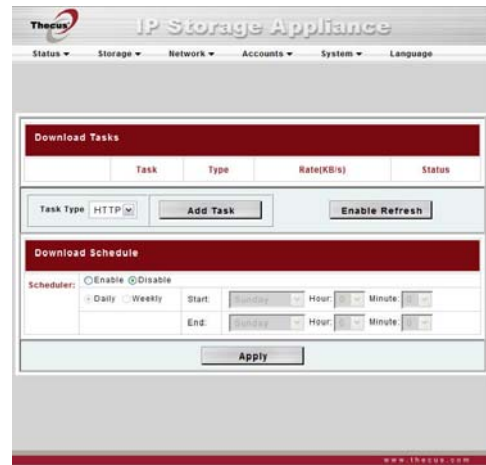 Thecus IP Storage Appliance
Status Storage Network Accounts System Language
Download Tasks
Task Type Rate(KB/s) Status
Task Type HTTP Add Task Enable Refresh
Download Schedule
Scheduler: Enable Disable
Daily Weekly Start: Sunday Hour: 0 Minute: 0
End: Sunday Hour: 0 Minute: 0
Apply
www.thecus.com